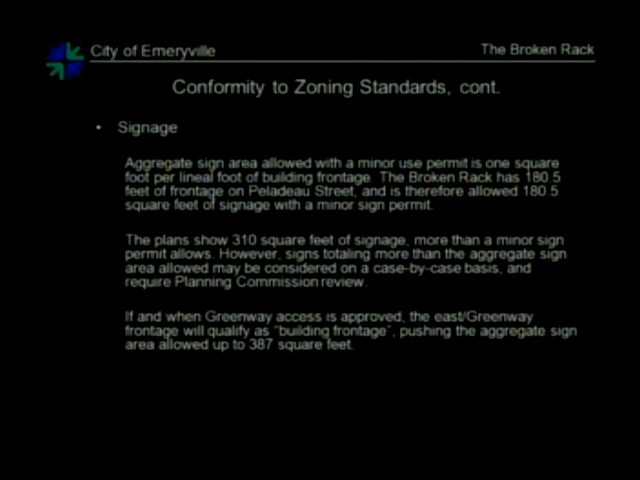 City of Emeryville
The Broken Rack
Conformity to Zoning Standards, cont.
• Signage
Aggregate sign area allowed with a minor use permit is one square
foot per lineal foot of building frontage. The Broken Rack has 180.5
feet of frontage on Peladeau Street, and is therefore allowed 180.5
square feet of signage with a minor sign permit.
The plans show 310 square feet of signage, more than a minor sign
permit allows. However, signs totaling more than the aggregate sign
area allowed may be considered on a case-by-case basis, and
require Planning Commission review.
If and when Greenway access is approved, the east/Greenway
frontage will qualify as "building frontage", pushing the aggregate sign
area allowed up to 387 square feet.